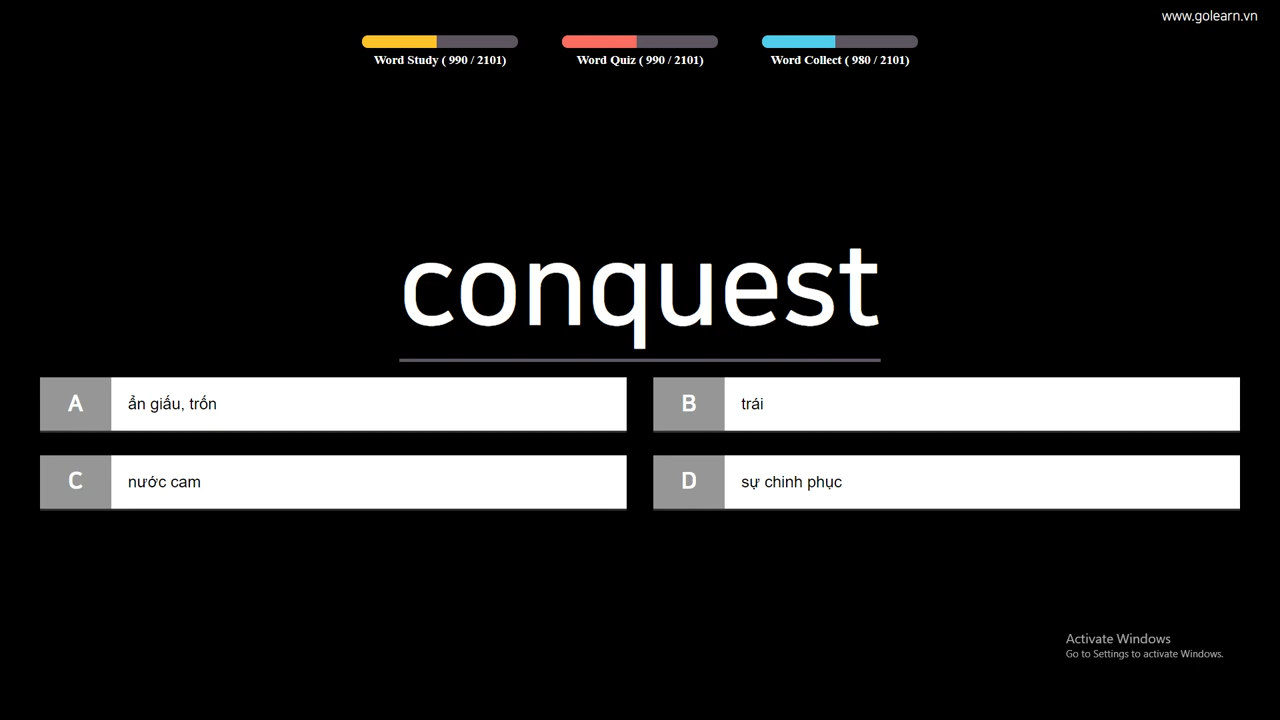 www.golearn.vn
Word Study ( 990 / 2101)
Word Quiz ( 990 / 2101)
Word Collect ( 980 / 2101)
conquest
A ẩn giấu, trốn
B trái
C nước cam
D sự chinh phục
Activate Windows
Go to Settings to activate Windows.